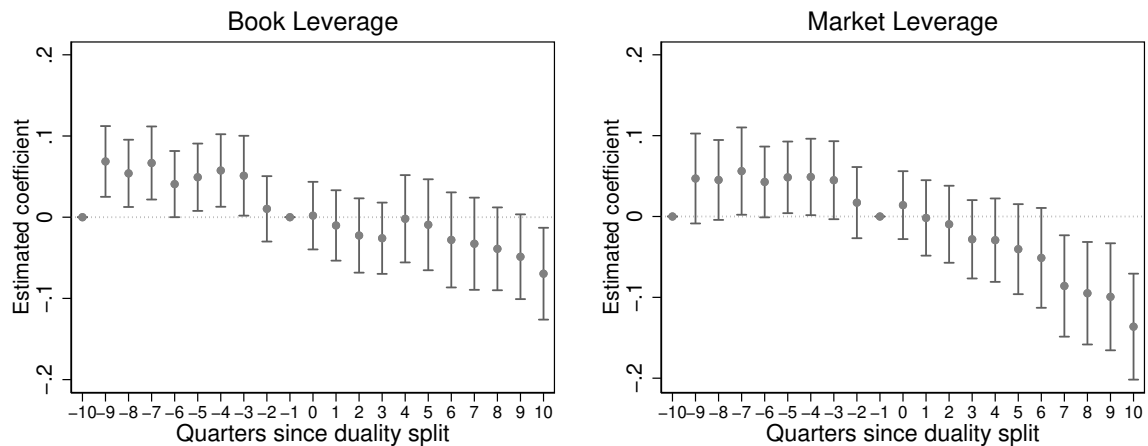 Book Leverage
Estimated coefficient
.2
.1
0
−.1
−.2
−10 −9 −8 −7 −6 −5 −4 −3 −2 −1 0 1 2 3 4 5 6 7 8 9 10
Quarters since duality split
Market Leverage
Estimated coefficient
.2
.1
0
−.1
−.2
−10 −9 −8 −7 −6 −5 −4 −3 −2 −1 0 1 2 3 4 5 6 7 8 9 10
Quarters since duality split